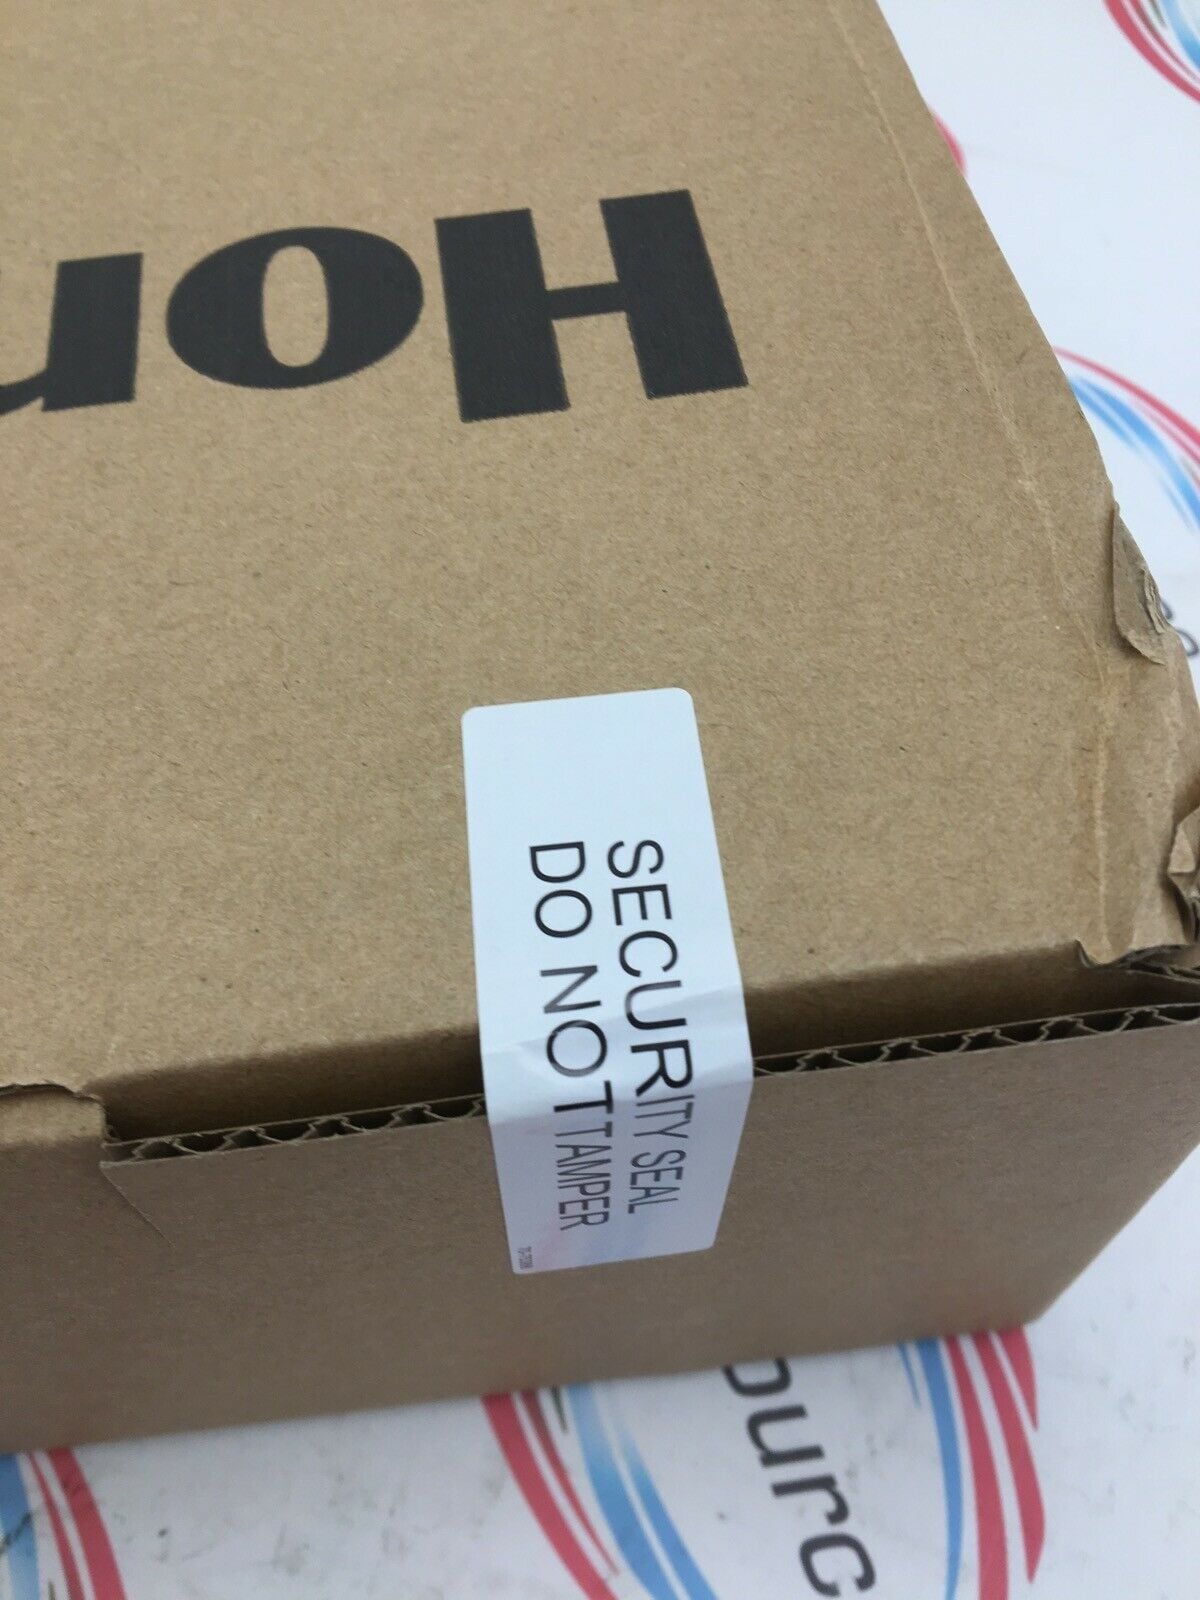 Hon
SECURITY SEAL
DO NOT TAMPER
ourc